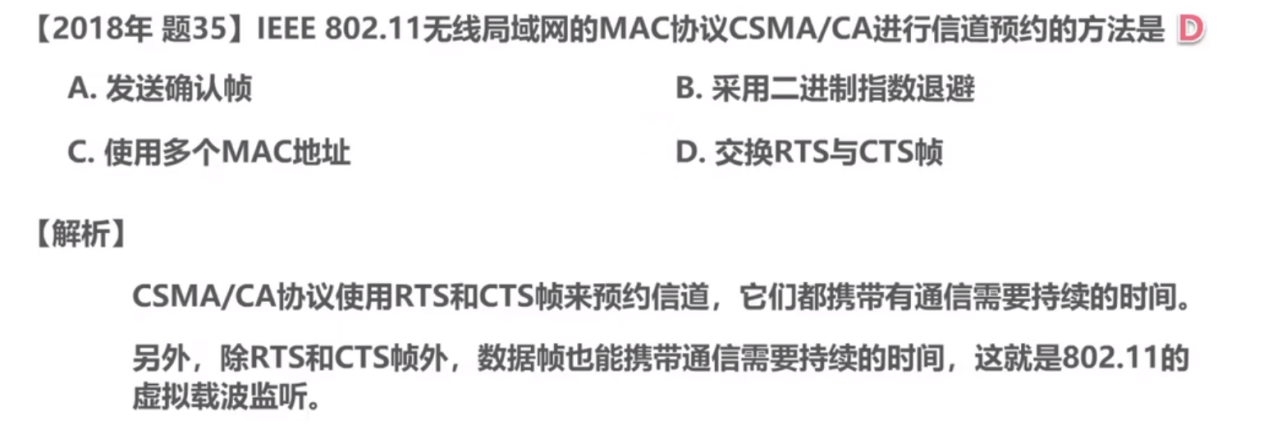 【2018年 题35】IEEE 802.11无线局域网的MAC协议CSMA/CA进行信道预约的方法是 D
A. 发送确认帧 B. 采用二进制指数退避
C. 使用多个MAC地址 D. 交换RTS与CTS帧
【解析】
CSMA/CA协议使用RTS和CTS帧来预约信道，它们都携带有通信需要持续的时间。
另外，除RTS和CTS帧外，数据帧也能携带通信需要持续的时间，这就是802.11的
虚拟载波监听。